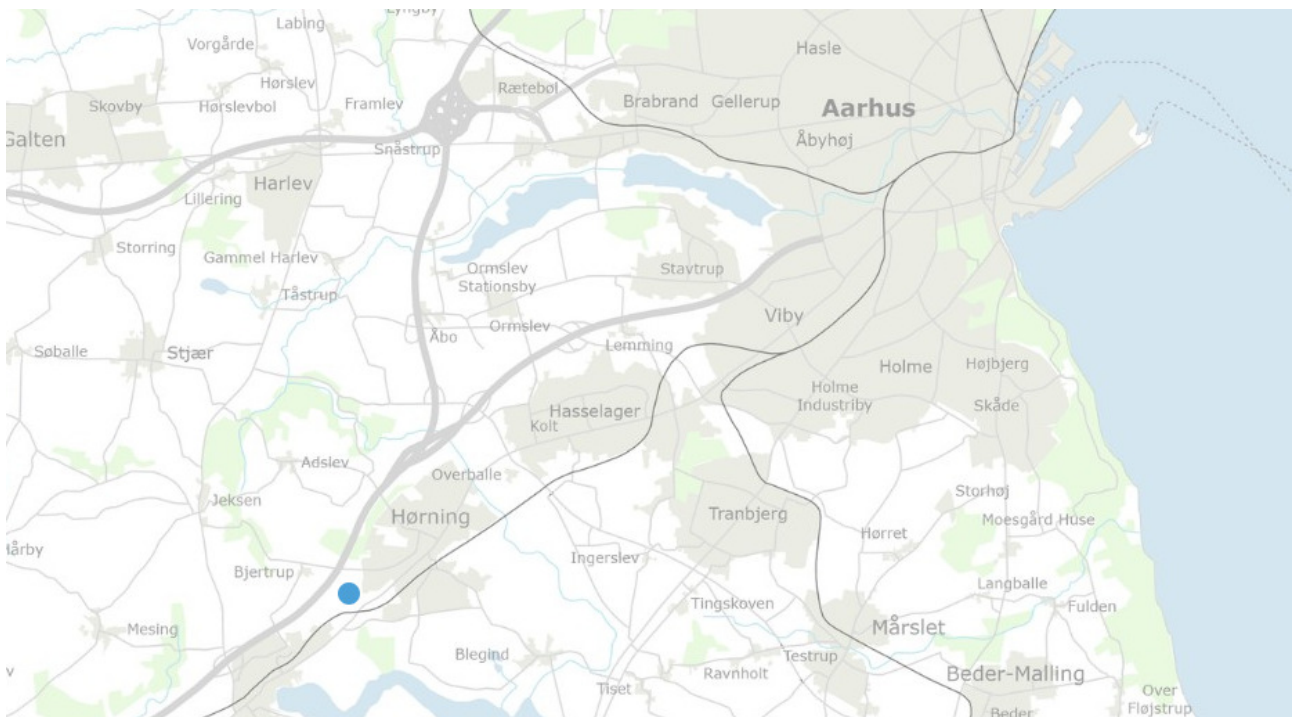 Labing
Lyngby
Vorgårde
Hasle
Hørslev
Rætebøl
Skovby
Hørslevbol
Framlev
Brabrand
Gellerup
Aarhus
Galten
Åbyhøj
Snåstrup
Harlev
Lillering
Storring
Gammel Harlev
Ormslev
Stationsby
Stavtrup
Tåstrup
Viby
Ormslev
Åbo
Lemming
Søballe
Stjær
Holme
Højbjerg
Holme
Industriby
Skåde
Hasselager
Kolt
Adslev
Overballe
Jeksen
Storhøj
Hørning
Tranbjerg
Moesgård Huse
Hørret
Hårby
Ingerslev
Bjertrup
Langballe
Tingskoven
Fulden
Mesing
Mårslet
Blegind
Testrup
Ravnholt
Beder-Malling
Tiset
Over
Fløjstrup
Beder